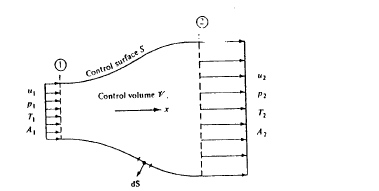 ②
①
Control surface S
u₁
p₁
T₁
A₁
Control volume 𝒱.
x
u₂
p₂
T₂
A₂
dS